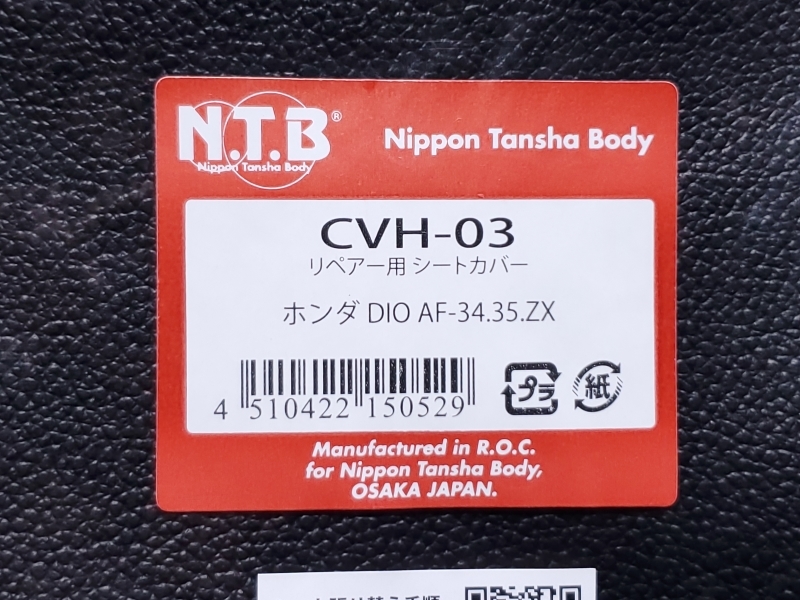 N.T.B®
Nippon Tansha Body
Nippon Tansha Body
CVH-03
リペアー用 シートカバー
ホンダ DIO AF-34.35.ZX
4 510422 150529
プラ
紙
Manufactured in R.O.C.
for Nippon Tansha Body,
OSAKA JAPAN.